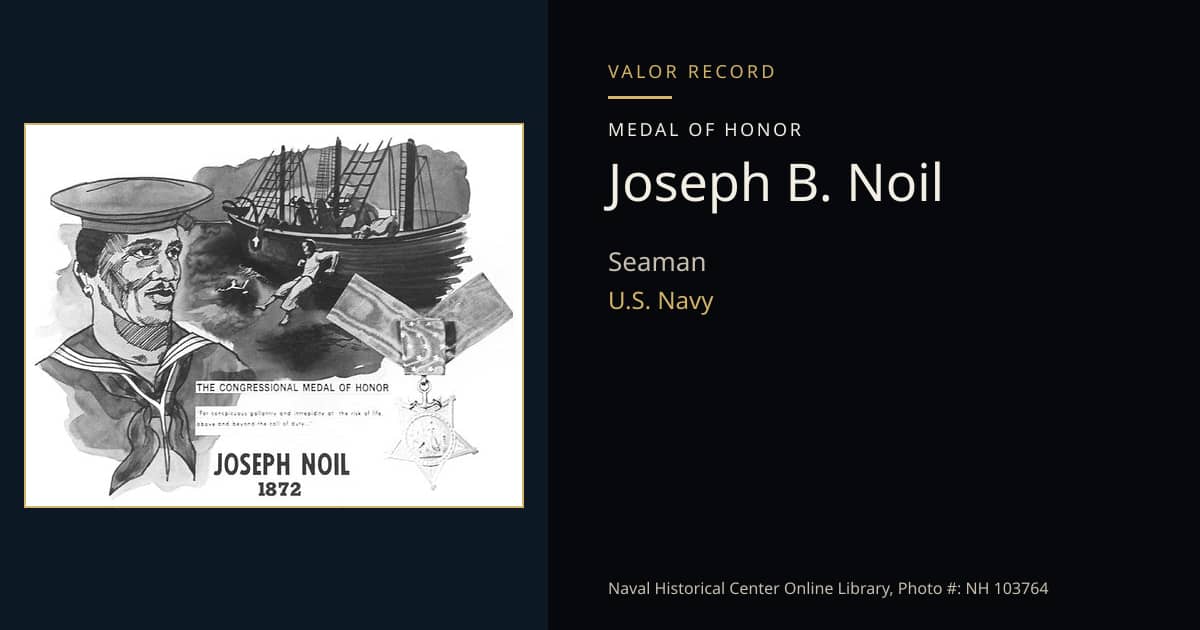 VALOR RECORD
MEDAL OF HONOR
Joseph B. Noil
Seaman
U.S. Navy
THE CONGRESSIONAL MEDAL OF HONOR
"For conspicuous gallantry and intrepidity at the risk of life,
above and beyond the call of duty..."
JOSEPH NOIL
1872
Naval Historical Center Online Library, Photo #: NH 103764